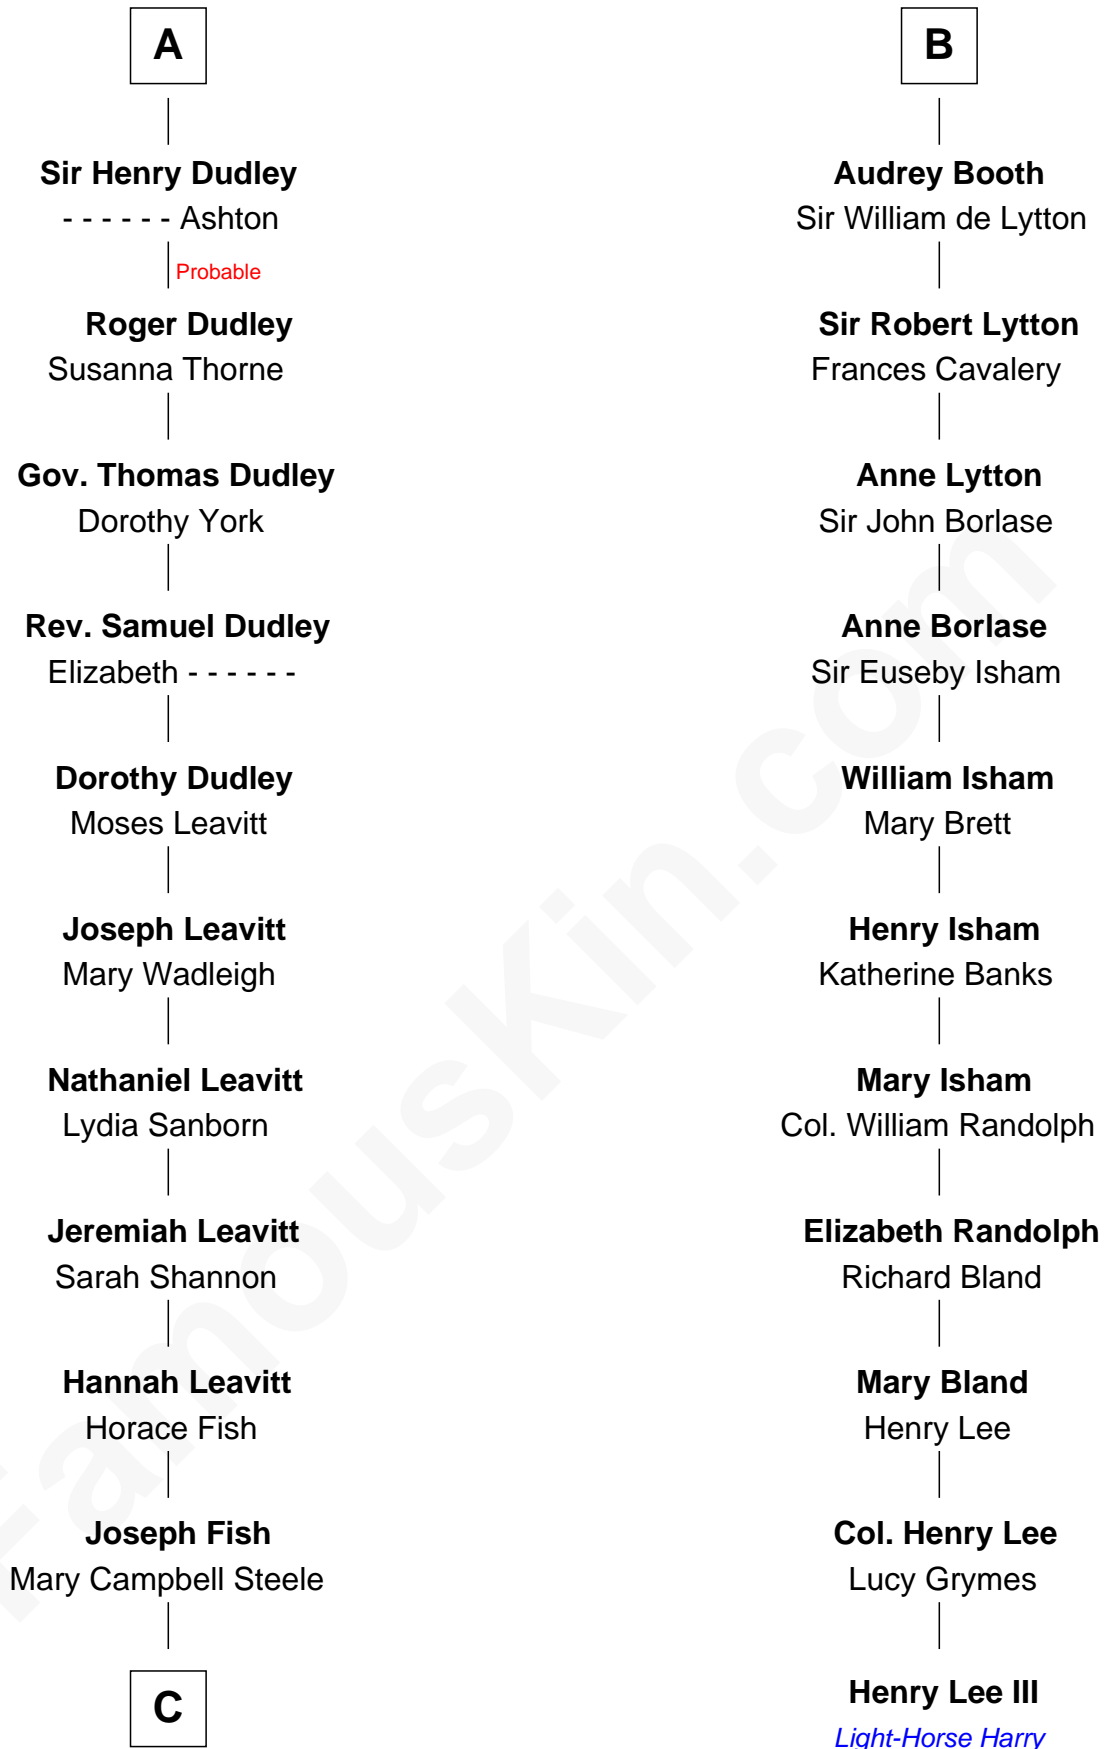 A
Sir Henry Dudley
- - - - - - Ashton
Probable
Roger Dudley
Susanna Thorne
Gov. Thomas Dudley
Dorothy York
Rev. Samuel Dudley
Elizabeth - - - - - -
Dorothy Dudley
Moses Leavitt
Joseph Leavitt
Mary Wadleigh
Nathaniel Leavitt
Lydia Sanborn
Jeremiah Leavitt
Sarah Shannon
Hannah Leavitt
Horace Fish
Joseph Fish
Mary Campbell Steele
C
B
Audrey Booth
Sir William de Lytton
Sir Robert Lytton
Frances Cavalery
Anne Lytton
Sir John Borlase
Anne Borlase
Sir Euseby Isham
William Isham
Mary Brett
Henry Isham
Katherine Banks
Mary Isham
Col. William Randolph
Elizabeth Randolph
Richard Bland
Mary Bland
Henry Lee
Col. Henry Lee
Lucy Grymes
Henry Lee III
Light-Horse Harry
FamousKin.com